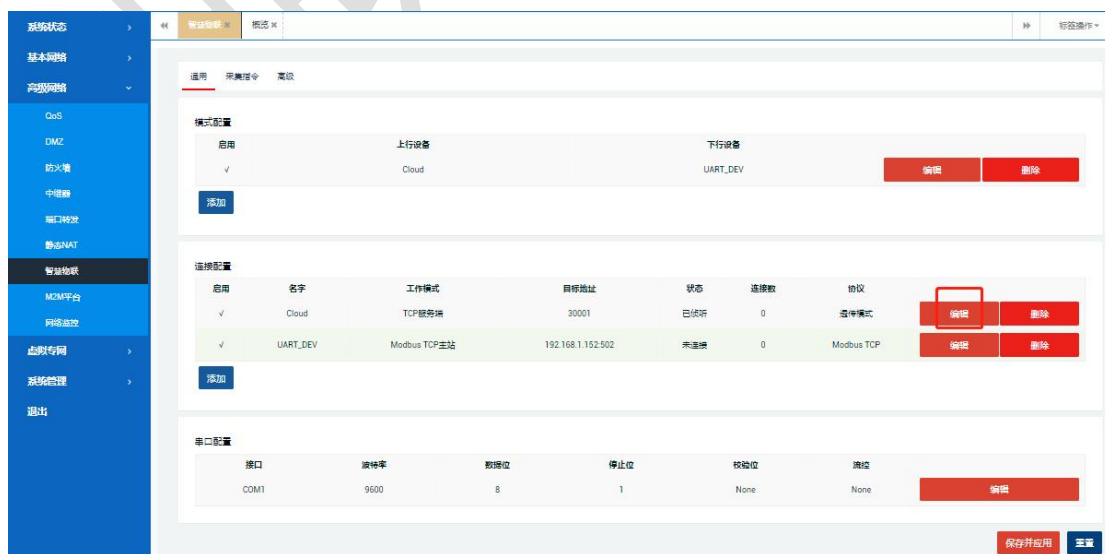 系统状态
基本网络
高级网络
QoS
DMZ
防火墙
中继器
端口转发
静态NAT
智慧物联
M2M平台
网络监控
虚拟专网
系统管理
退出
智慧物联 概览 标签操作
通用 采集指令 高级
模式配置
启用 上行设备 下行设备
√ Cloud UART_DEV 编辑 删除
添加
连接配置
启用 名字 工作模式 目标地址 状态 连接数 协议
√ Cloud TCP服务端 30001 已侦听 0 透传模式 编辑 删除
√ UART_DEV Modbus TCP主站 192.168.1.152:502 未连接 0 Modbus TCP 编辑 删除
添加
串口配置
接口 波特率 数据位 停止位 校验位 流控
COM1 9600 8 1 None None 编辑
保存并应用 重置